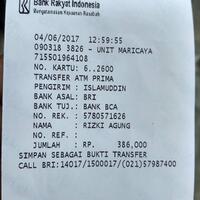 Bank Rakyat Indonesia
Mengutamakan Kepuasan Nasabah
04/06/2017 12:59:55
090318 3826 - UNIT MARICAYA
715501964108
NO. KARTU: 6..2600
TRANSFER ATM PRIMA
PENGIRIM : ISLAMUDDIN
BANK ASAL: BRI
BANK TUJ.: BANK BCA
NO. REK. : 5780571626
NAMA : RIZKI AGUNG
NO. REF. :
JUMLAH : RP. 386,000
SIMPAN SEBAGAI BUKTI TRANSFER
CALL BRI:14017/1500017/(021)57987400